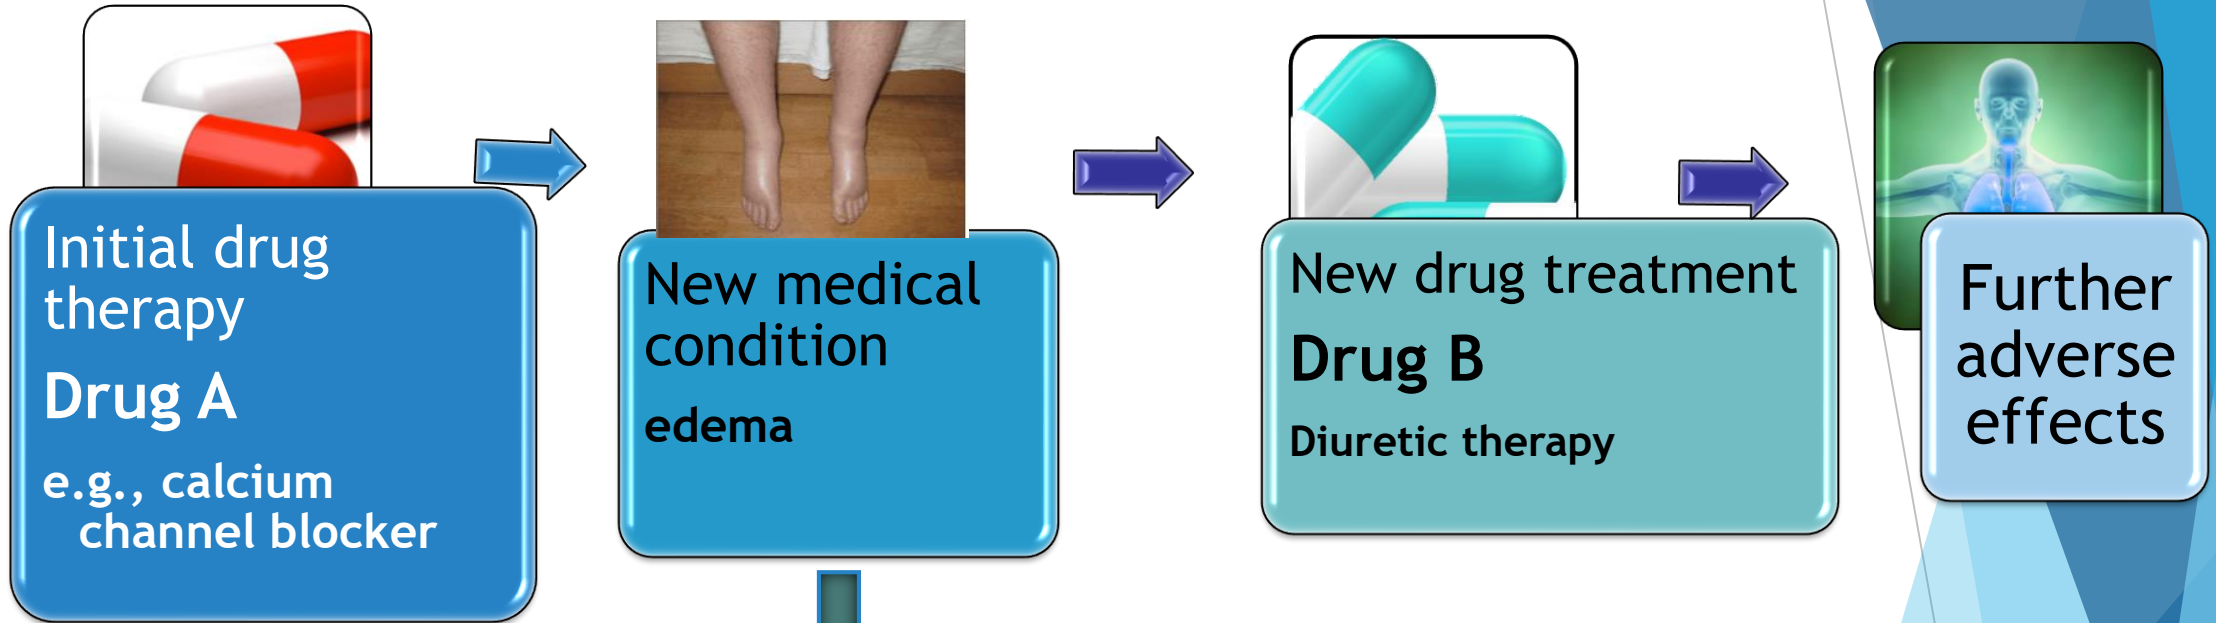 Initial drug
therapy
Drug A
e.g., calcium
channel blocker
New medical
condition
edema
New drug treatment
Drug B
Diuretic therapy
Further
adverse
effects